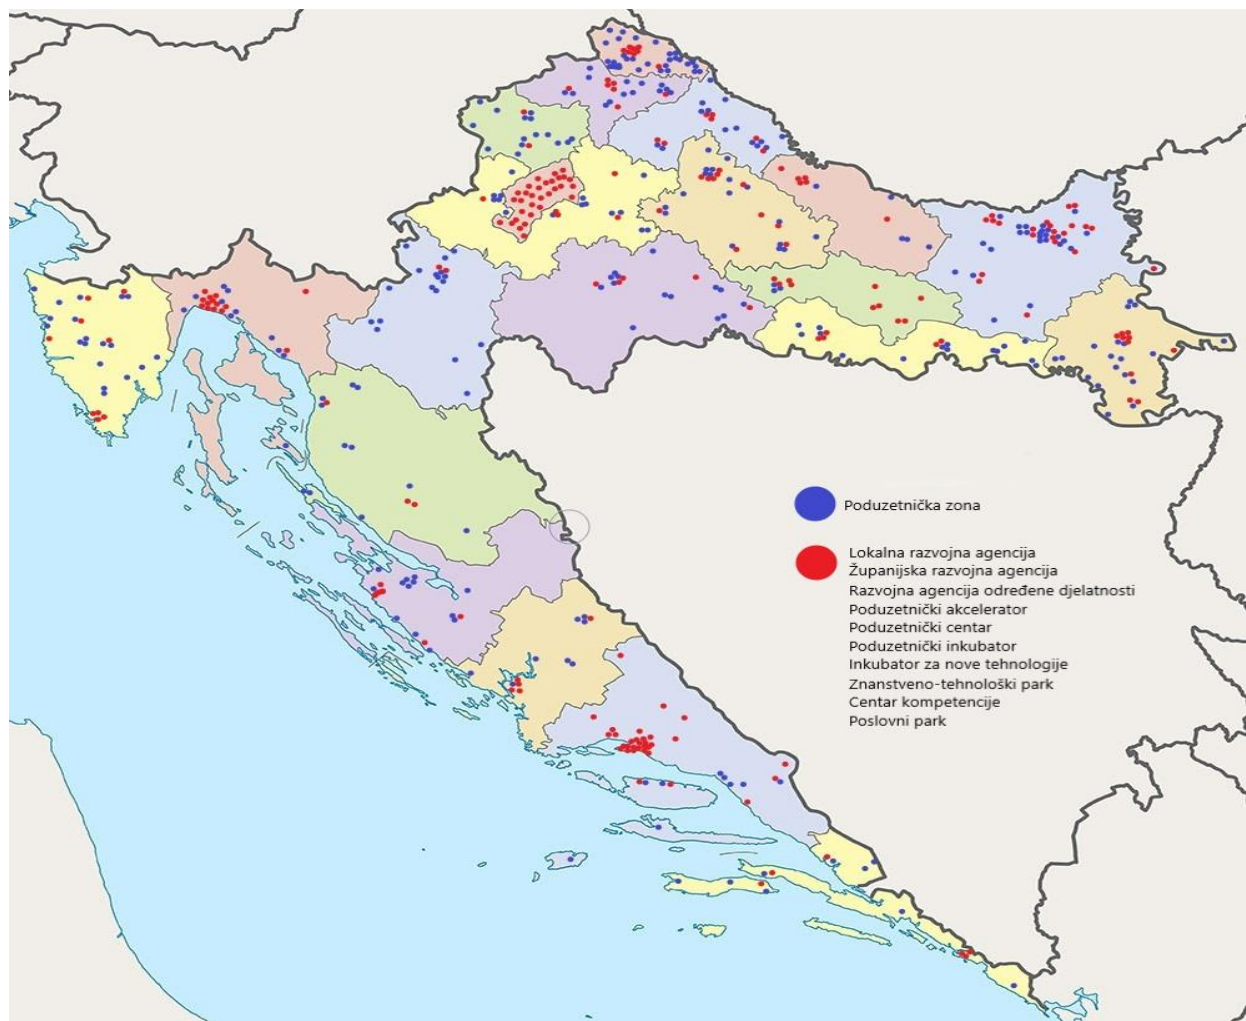 Poduzetnička zona
Lokalna razvojna agencija
Županijska razvojna agencija
Razvojna agencija određene djelatnosti
Poduzetnički akcelerator
Poduzetnički centar
Poduzetnički inkubator
Inkubator za nove tehnologije
Znanstveno-tehnološki park
Centar kompetencije
Poslovni park